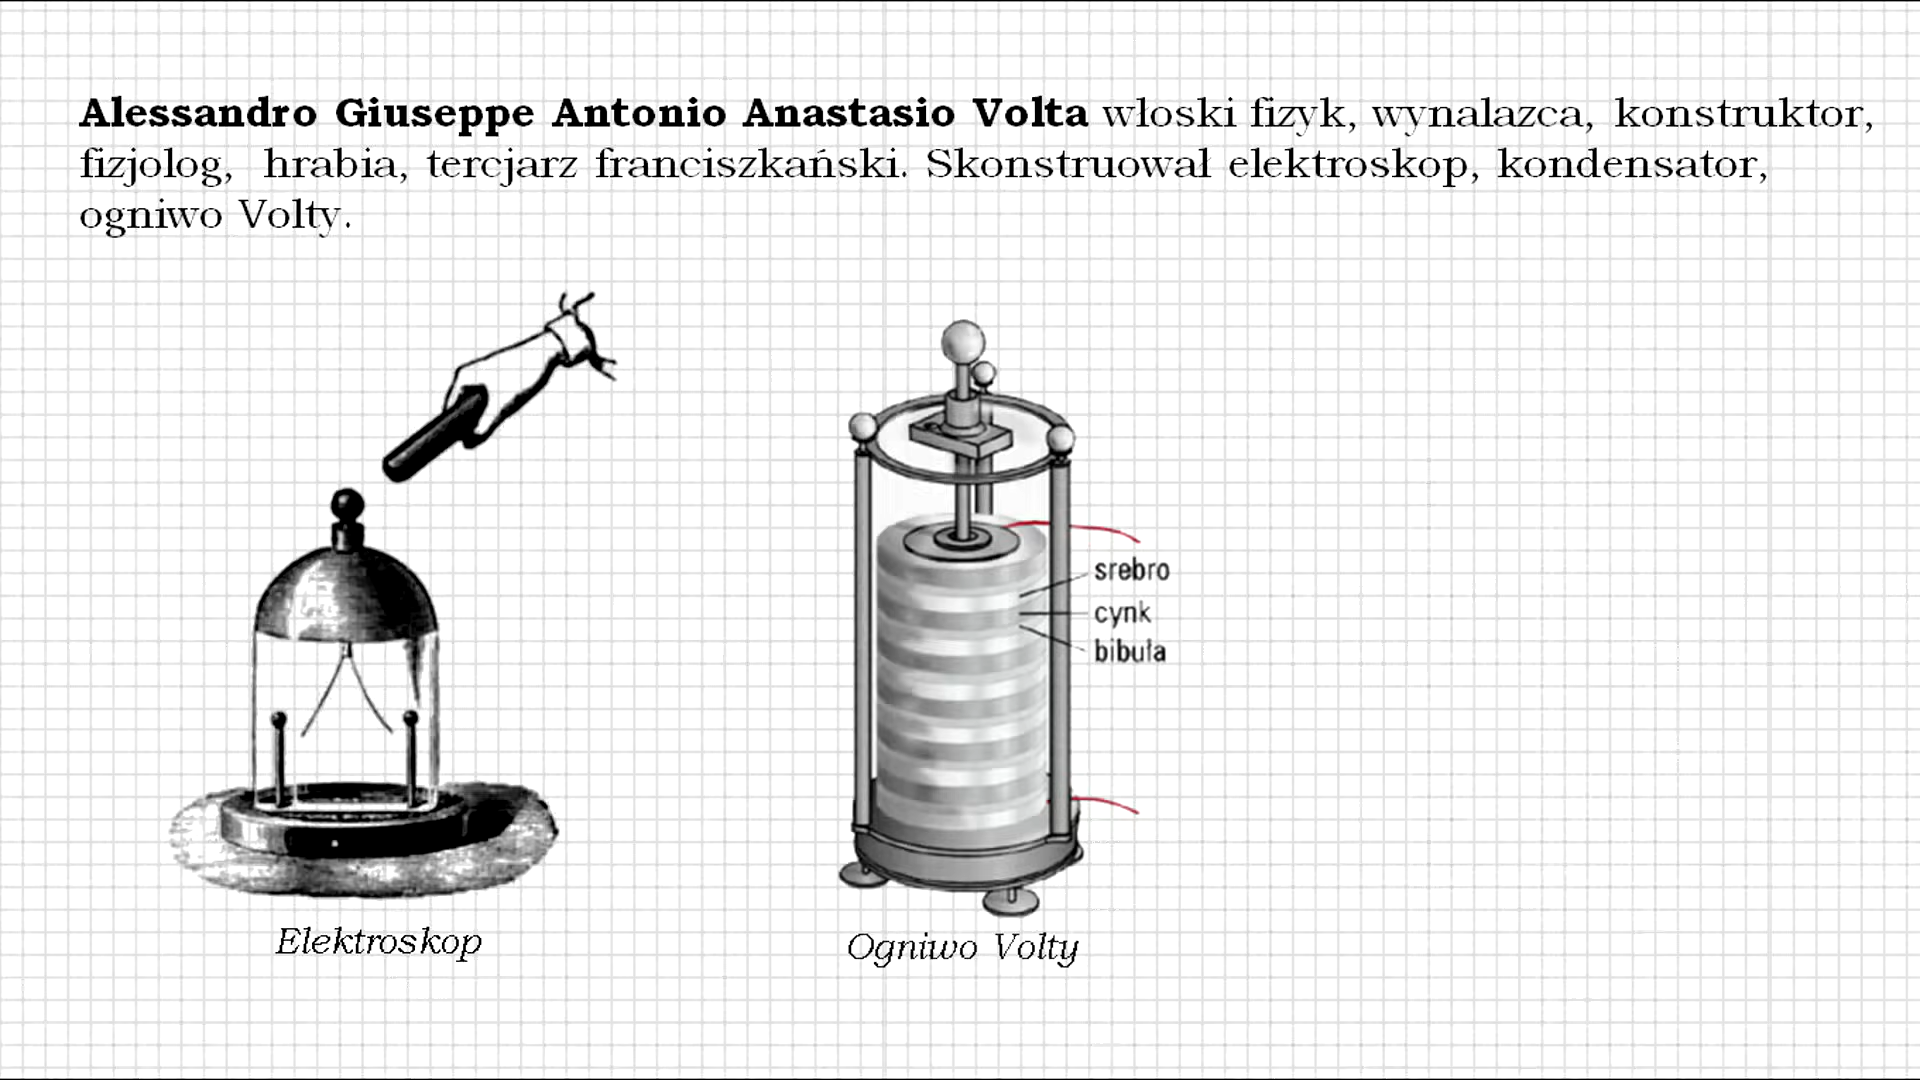 Alessandro Giuseppe Antonio Anastasio Volta włoski fizyk, wynalazca, konstruktor,
fizjolog, hrabia, tercjarz franciszkański. Skonstruował elektroskop, kondensator,
ogniwo Volty.
srebro
cynk
bibuła
Elektroskop
Ogniwo Volty